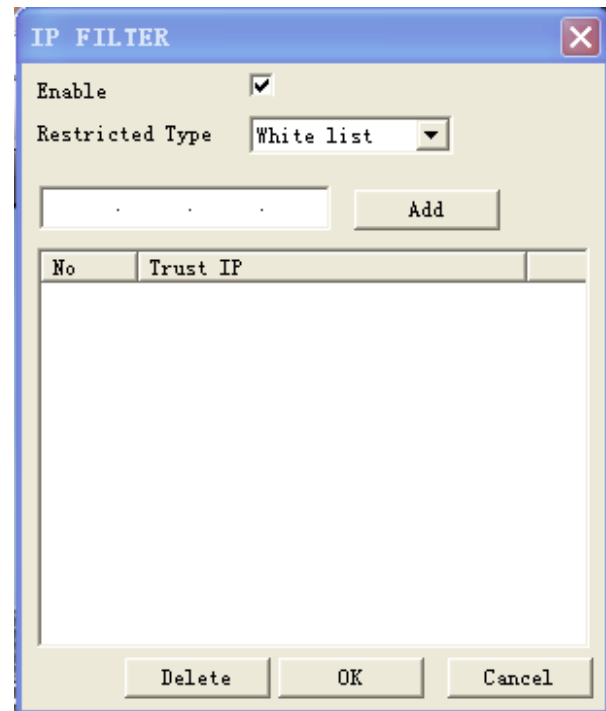 IP FILTER
Enable
Restricted Type White list
. . . Add
No Trust IP
Delete OK Cancel